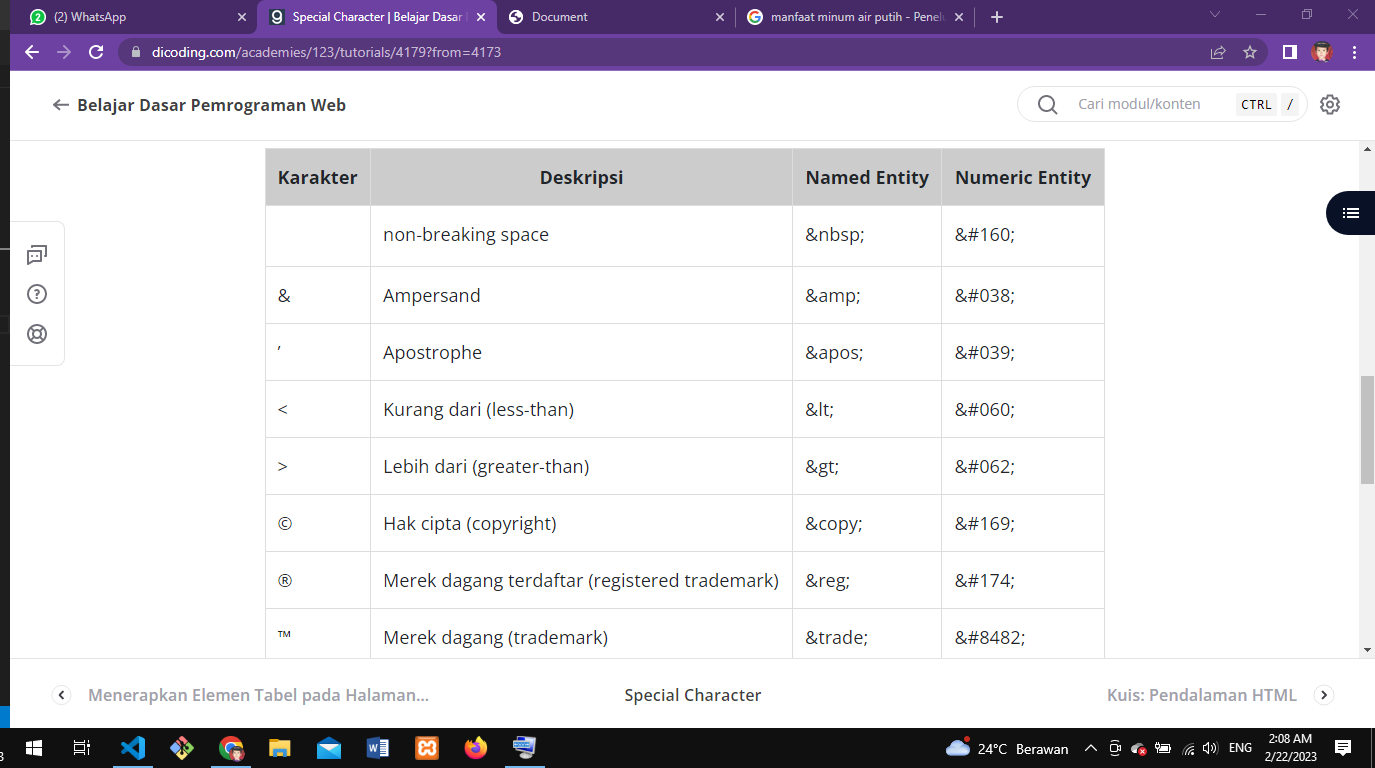 (2) WhatsApp
Special Character | Belajar Dasar
Document
manfaat minum air putih - Penel
dicoding.com/academies/123/tutorials/4179?from=4173
Belajar Dasar Pemrograman Web
Cari modul/konten
CTRL /
Karakter Deskripsi Named Entity Numeric Entity
non-breaking space &nbsp; &#160;
& Ampersand &amp; &#038;
′ Apostrophe &apos; &#039;
< Kurang dari (less-than) &lt; &#060;
> Lebih dari (greater-than) &gt; &#062;
© Hak cipta (copyright) &copy; &#169;
® Merek dagang terdaftar (registered trademark) &reg; &#174;
™ Merek dagang (trademark) &trade; &#8482;
Menerapkan Elemen Tabel pada Halaman...
Special Character
Kuis: Pendalaman HTML
24°C Berawan
ENG
2:08 AM
2/22/2023